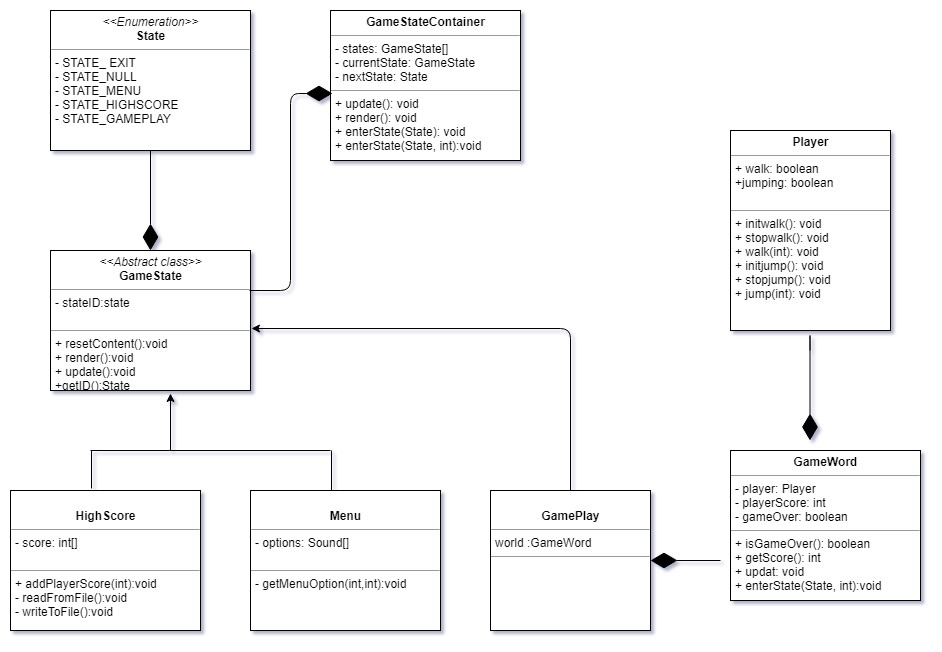 <<Enumeration>>
State
- STATE_ EXIT
- STATE_NULL
- STATE_MENU
- STATE_HIGHSCORE
- STATE_GAMEPLAY
GameStateContainer
- states: GameState[]
- currentState: GameState
- nextState: State
+ update(): void
+ render(): void
+ enterState(State): void
+ enterState(State, int):void
Player
+ walk: boolean
+jumping: boolean
+ initwalk(): void
+ stopwalk(): void
+ walk(int): void
+ initjump(): void
+ stopjump(): void
+ jump(int): void
<<Abstract class>>
GameState
- stateID:state
+ resetContent():void
+ render():void
+ update():void
+getID():State
HighScore
- score: int[]
+ addPlayerScore(int):void
- readFromFile():void
- writeToFile():void
Menu
- options: Sound[]
- getMenuOption(int,int):void
GamePlay
world :GameWord
GameWord
- player: Player
- playerScore: int
- gameOver: boolean
+ isGameOver(): boolean
+ getScore(): int
+ updat: void
+ enterState(State, int):void